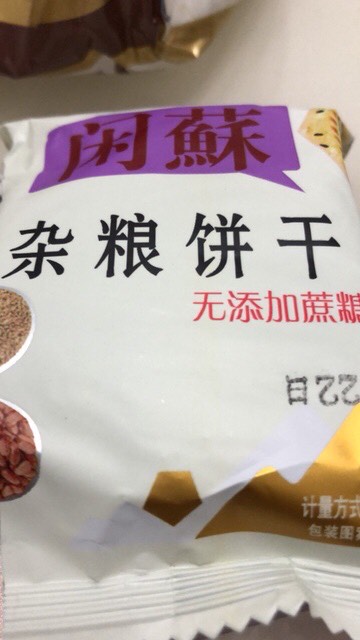 闲蘇
杂粮饼干
无添加蔗糖
22日
计量方式
包装图案